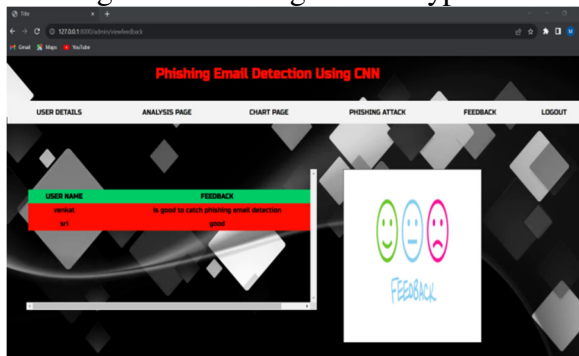 Title
127.0.0.1:8000/admin/viewfeedback
Gmail Maps YouTube
Phishing Email Detection Using CNN
USER DETAILS ANALYSIS PAGE CHART PAGE PHISHING ATTACK FEEDBACK LOGOUT
USER NAME FEEDBACK
venkat is good to catch phishing email detection
sri good
FEEDBACK